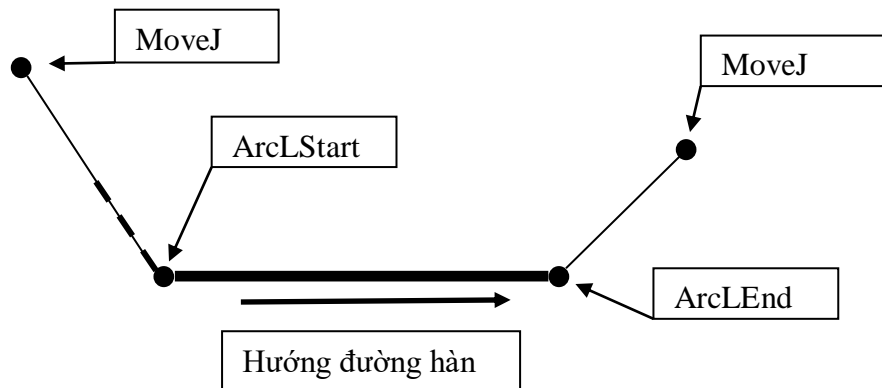 MoveJ
MoveJ
ArcLStart
ArcLEnd
Hướng đường hàn